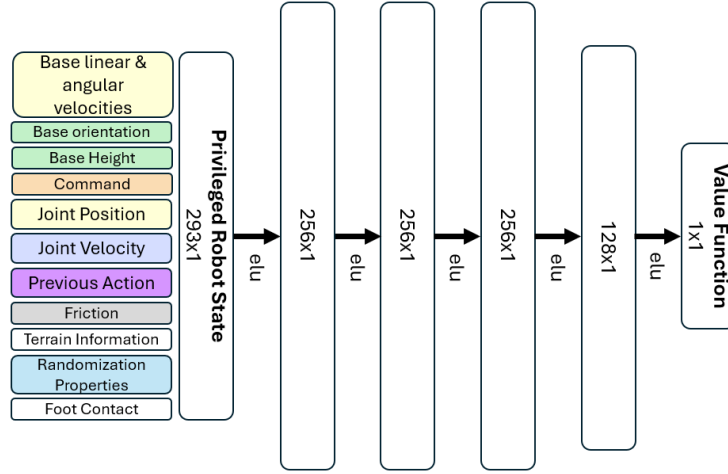 Base linear &
angular
velocities
Base orientation
Base Height
Command
Joint Position
Joint Velocity
Previous Action
Friction
Terrain Information
Randomization
Properties
Foot Contact
Privileged Robot State
293x1
elu
256x1
elu
256x1
elu
256x1
elu
128x1
elu
Value Function
1x1